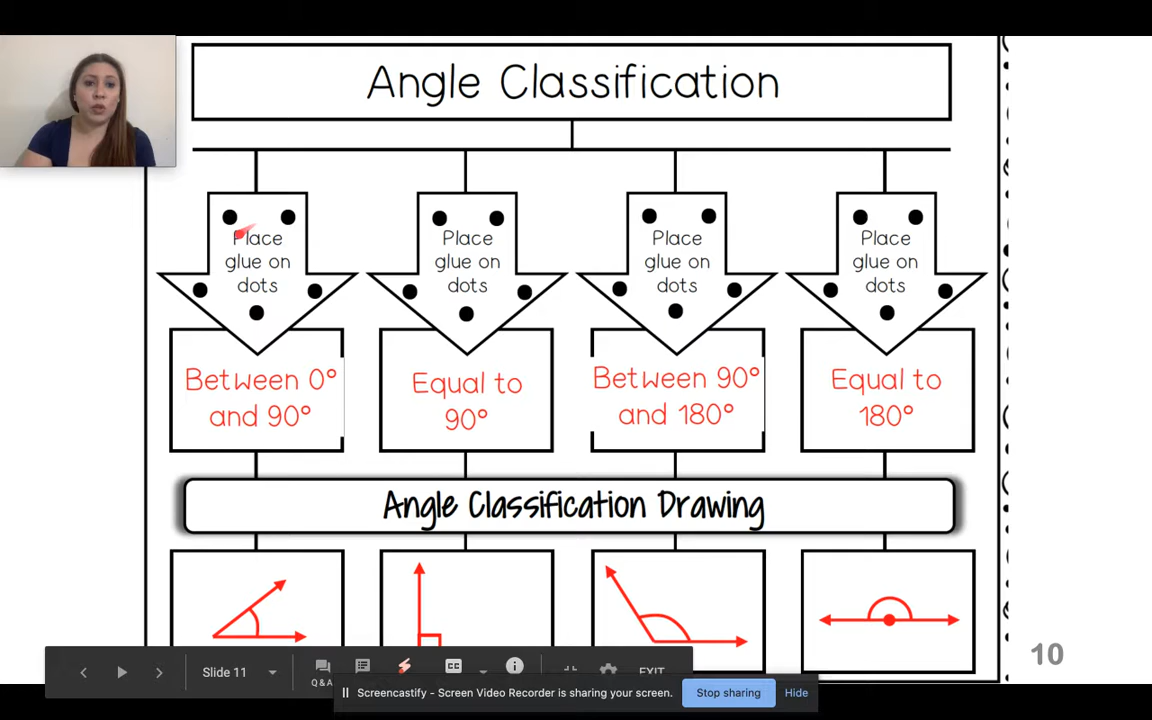 Angle Classification
Place
glue on
dots
Place
glue on
dots
Place
glue on
dots
Place
glue on
dots
Between 0°
and 90°
Equal to
90°
Between 90°
and 180°
Equal to
180°
Angle Classification Drawing
10
Slide 11
Q&A
CC
EXIT
Screencastify - Screen Video Recorder is sharing your screen.
Stop sharing
Hide